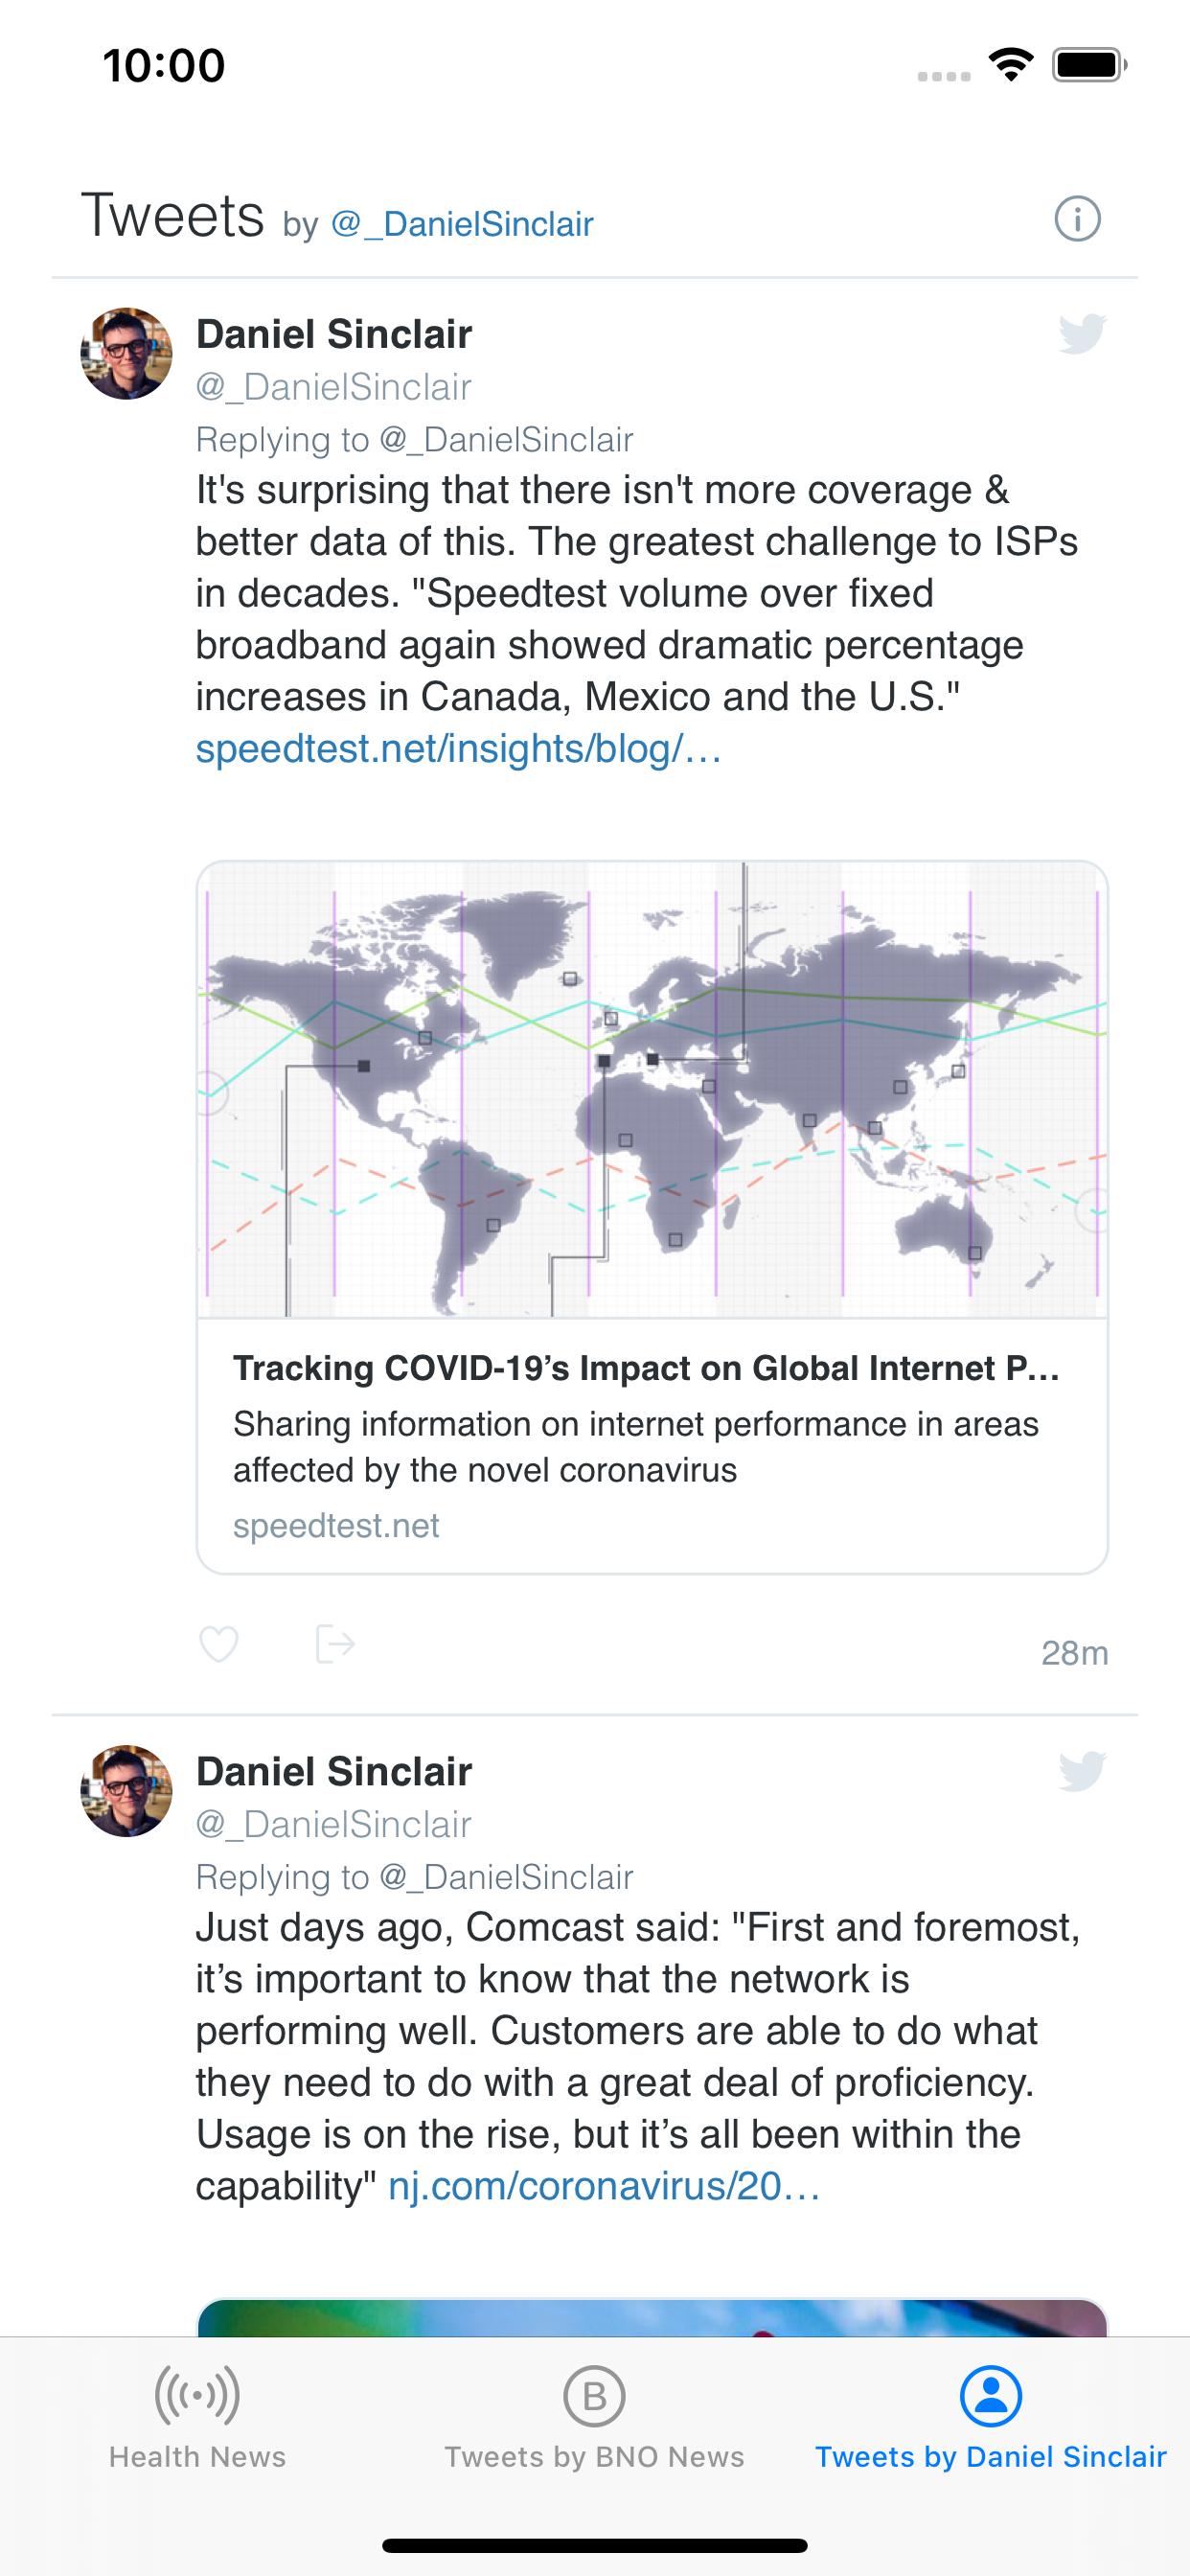 10:00
Tweets by @_DanielSinclair
Daniel Sinclair
@_DanielSinclair
Replying to @_DanielSinclair
It's surprising that there isn't more coverage &
better data of this. The greatest challenge to ISPs
in decades. "Speedtest volume over fixed
broadband again showed dramatic percentage
increases in Canada, Mexico and the U.S."
speedtest.net/insights/blog/…
Tracking COVID-19’s Impact on Global Internet P…
Sharing information on internet performance in areas
affected by the novel coronavirus
speedtest.net
28m
Daniel Sinclair
@_DanielSinclair
Replying to @_DanielSinclair
Just days ago, Comcast said: "First and foremost,
it’s important to know that the network is
performing well. Customers are able to do what
they need to do with a great deal of proficiency.
Usage is on the rise, but it’s all been within the
capability" nj.com/coronavirus/20…
B
Health News
Tweets by BNO News
Tweets by Daniel Sinclair